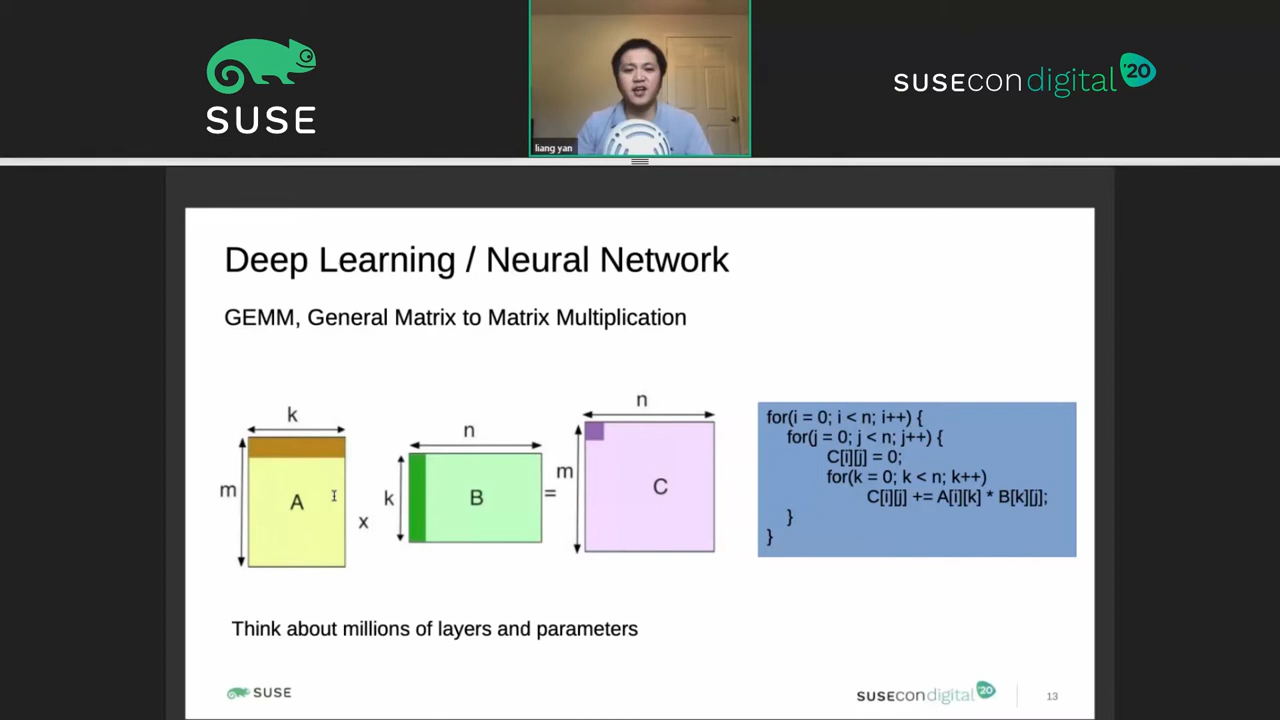 SUSE
liang yan
SUSEcon digital '20
Deep Learning / Neural Network
GEMM, General Matrix to Matrix Multiplication
k
m
A
x
n
k
B
=
n
m
C
for(i = 0; i < n; i++) {
for(j = 0; j < n; j++) {
C[i][j] = 0;
for(k = 0; k < n; k++)
C[i][j] += A[i][k] * B[k][j];
}
}
Think about millions of layers and parameters
SUSE
SUSEcon digital '20
13